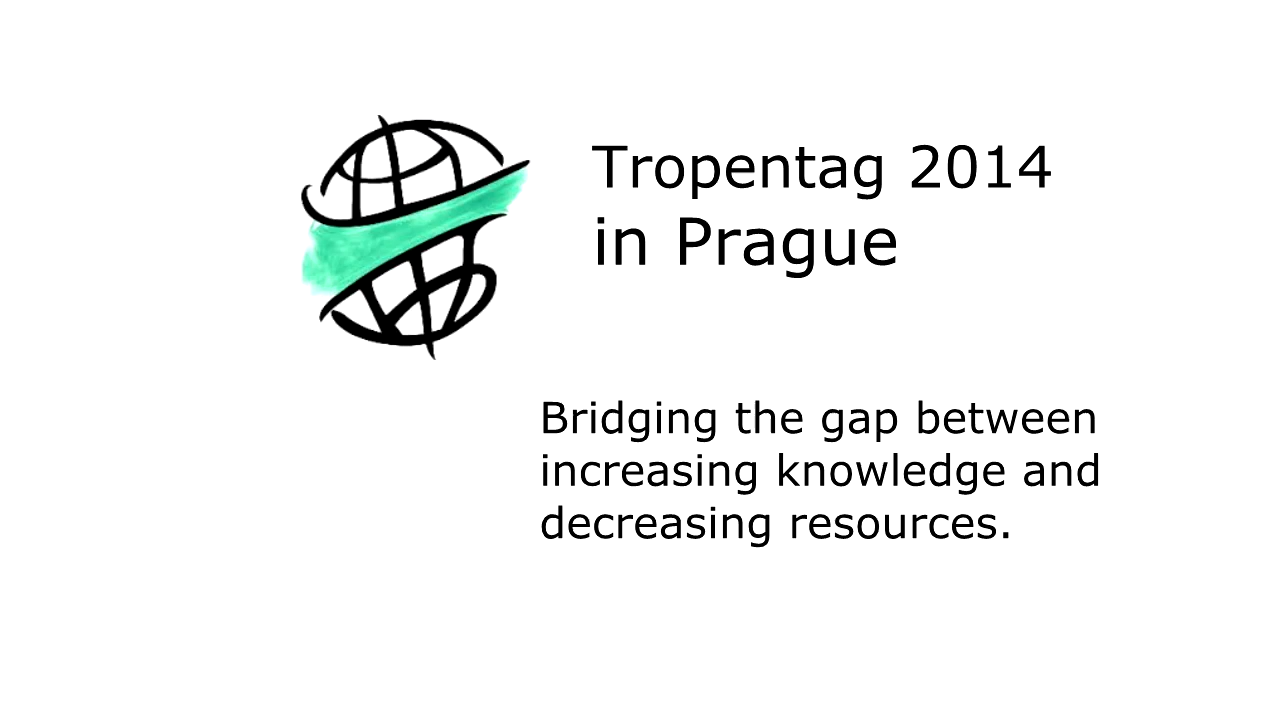 Tropentag 2014
in Prague
Bridging the gap between
increasing knowledge and
decreasing resources.